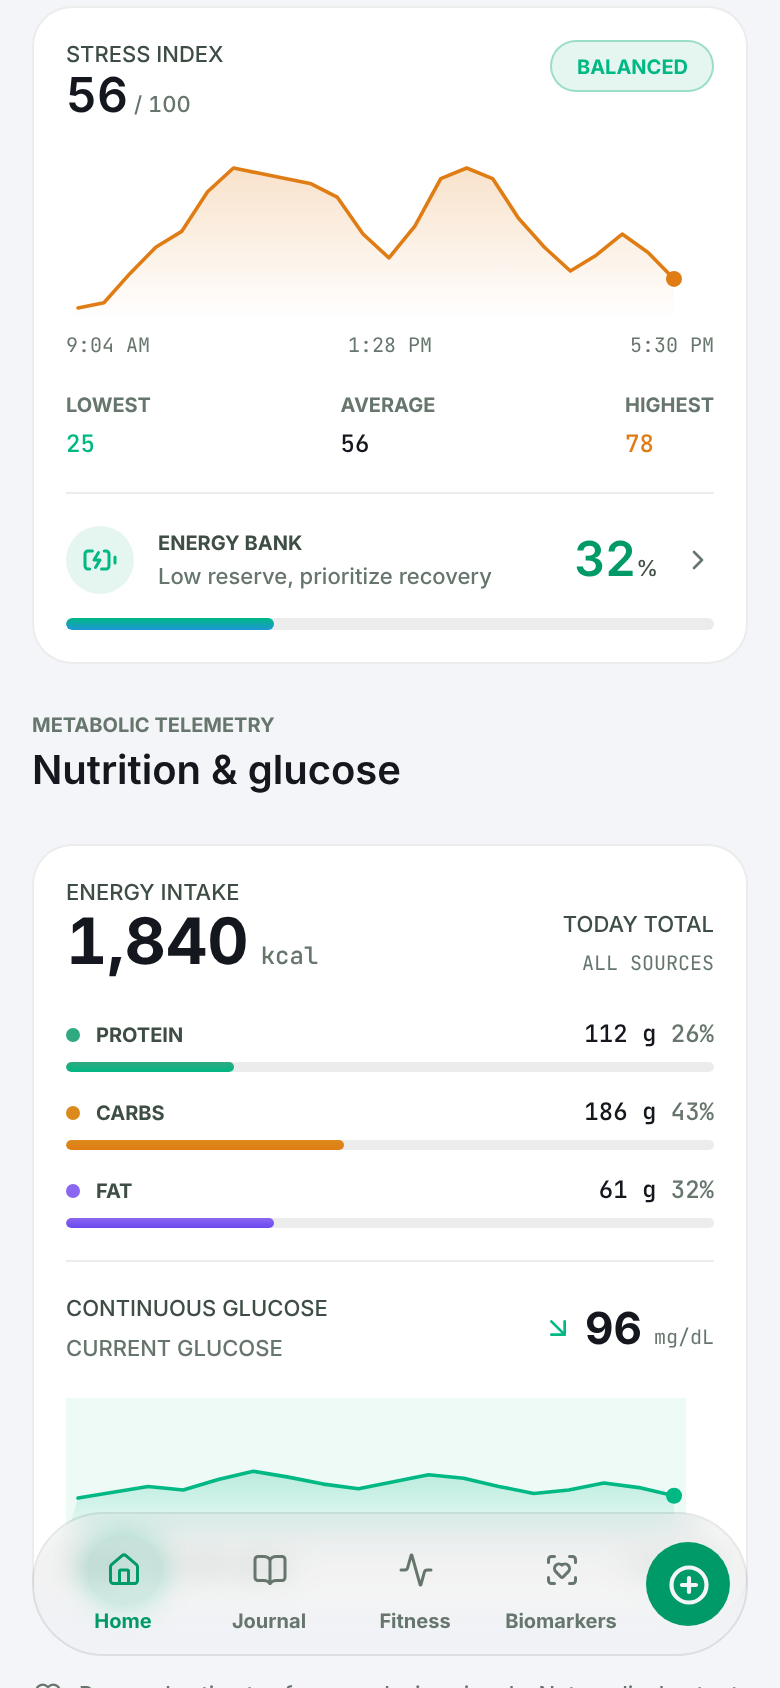 STRESS INDEX
56 / 100
BALANCED
9:04 AM 1:28 PM 5:30 PM
LOWEST AVERAGE HIGHEST
25 56 78
ENERGY BANK
Low reserve, prioritize recovery
32%
METABOLIC TELEMETRY
Nutrition & glucose
ENERGY INTAKE
1,840 kcal
TODAY TOTAL
ALL SOURCES
PROTEIN 112 g 26%
CARBS 186 g 43%
FAT 61 g 32%
CONTINUOUS GLUCOSE
CURRENT GLUCOSE
96 mg/dL
Home Journal Fitness Biomarkers